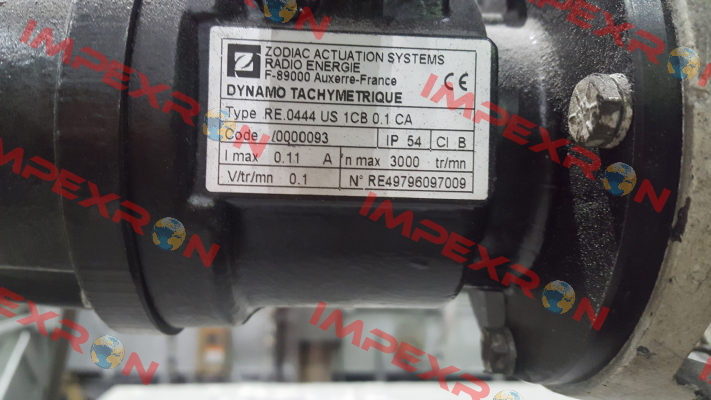 ZODIAC ACTUATION SYSTEMS
RADIO ENERGIE
F-89000 Auxerre-France
CE
DYNAMO TACHYMETRIQUE
Type RE.0444 US 1CB 0.1 CA
Code /0000093 IP 54 Cl B
I max 0.11 A n max 3000 tr/mn
V/tr/mn 0.1 N° RE49796097009
IMPEXRON
IMPEXRON
IMPEXRON
IMPEXRON
IMPEXRON